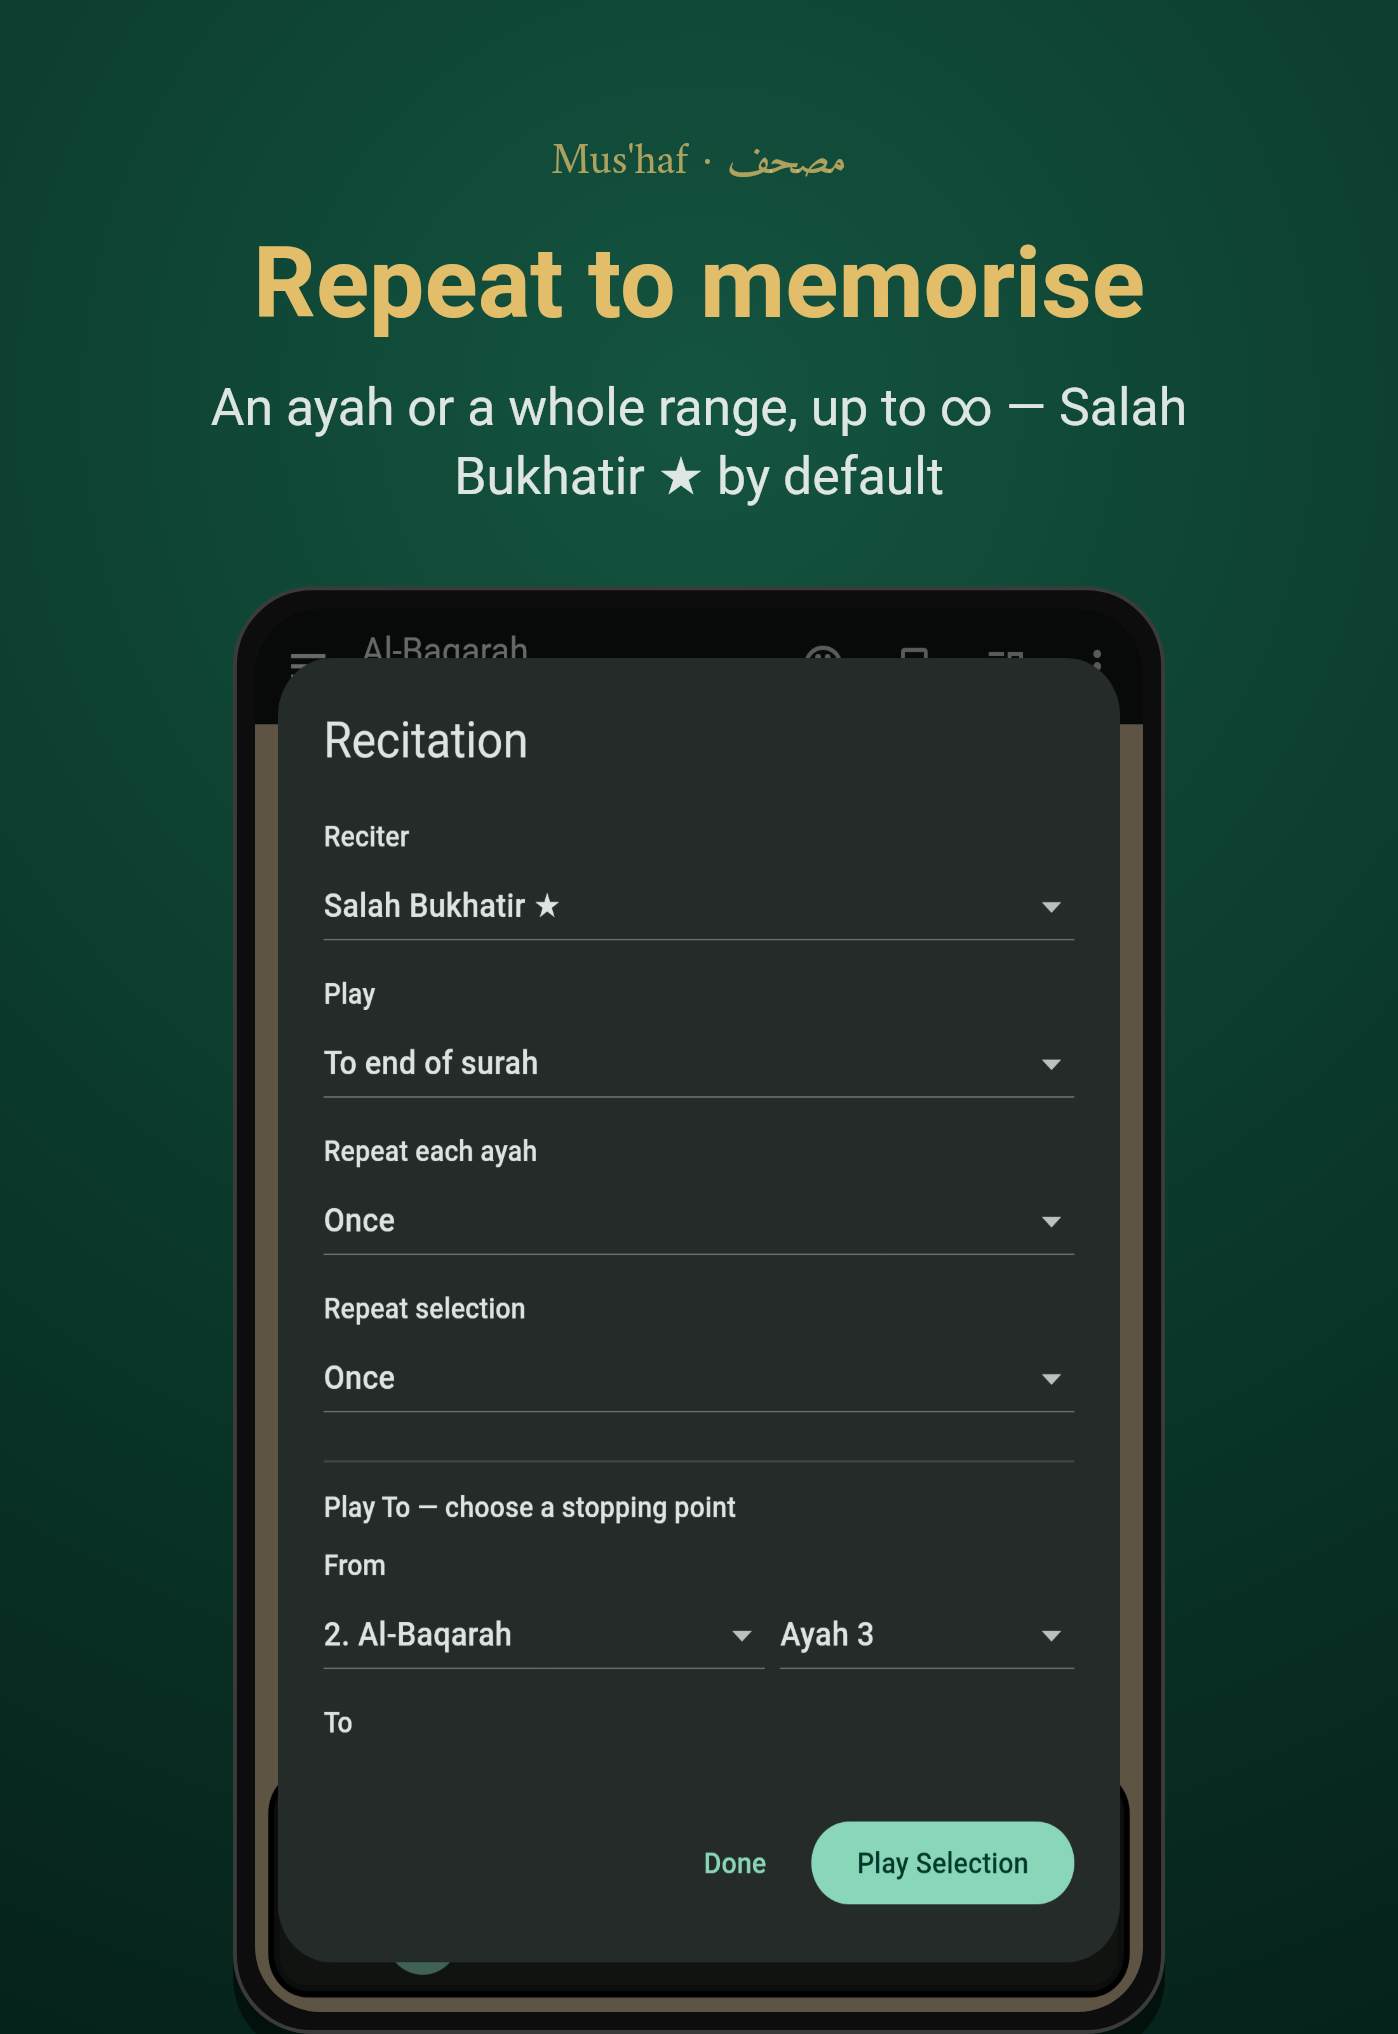 Mus'haf · مصحف
Repeat to memorise
An ayah or a whole range, up to ∞ — Salah
Bukhatir ★ by default
Al-Baqarah
Recitation
Reciter
Salah Bukhatir ★
Play
To end of surah
Repeat each ayah
Once
Repeat selection
Once
Play To — choose a stopping point
From
2. Al-Baqarah Ayah 3
To
Done Play Selection